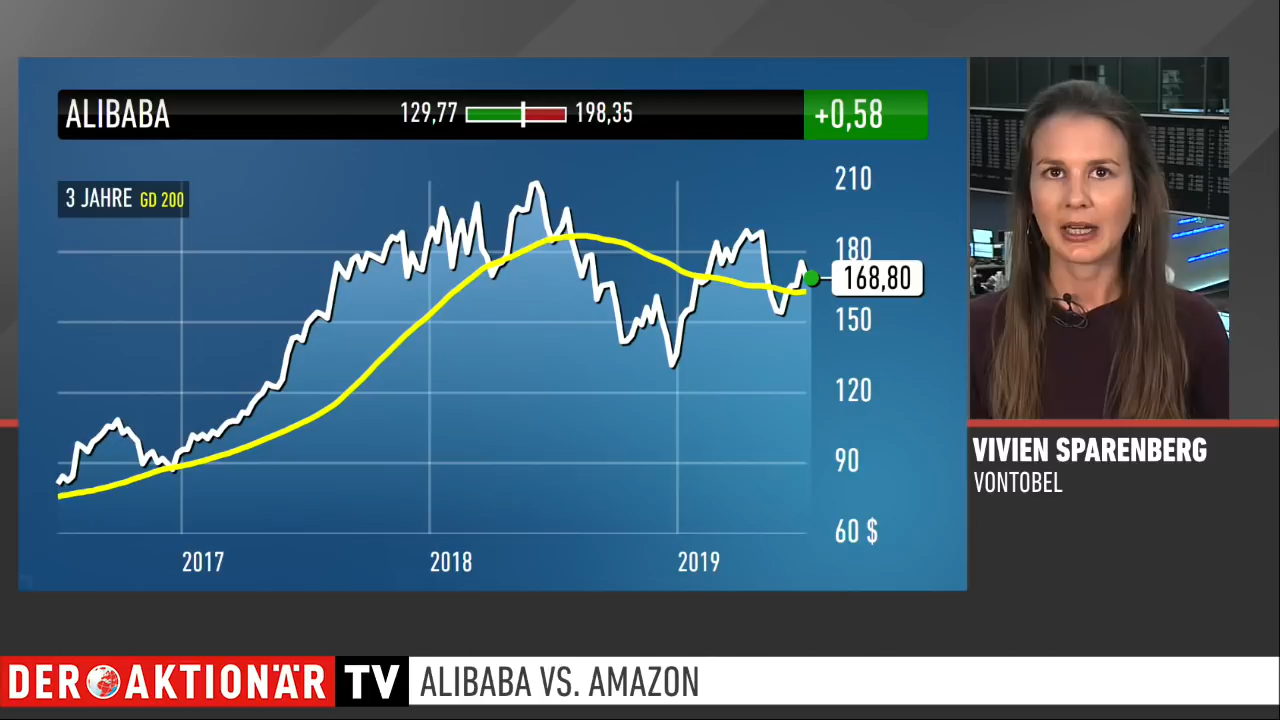 ALIBABA 129,77 198,35 +0,58
3 JAHRE GD 200
210
180
168,80
150
120
90
60 $
2017 2018 2019
VIVIEN SPARENBERG
VONTOBEL
DER AKTIONÄR TV ALIBABA VS. AMAZON